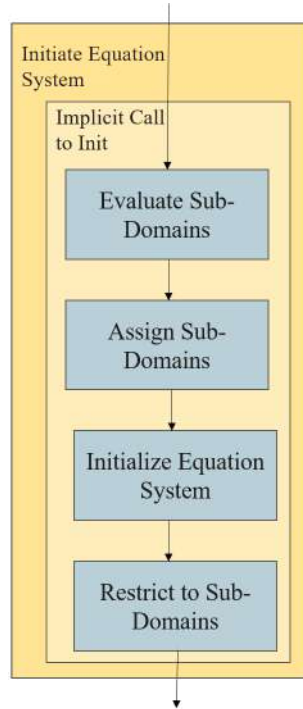 Initiate Equation
System
Implicit Call
to Init
Evaluate Sub-
Domains
Assign Sub-
Domains
Initialize Equation
System
Restrict to Sub-
Domains